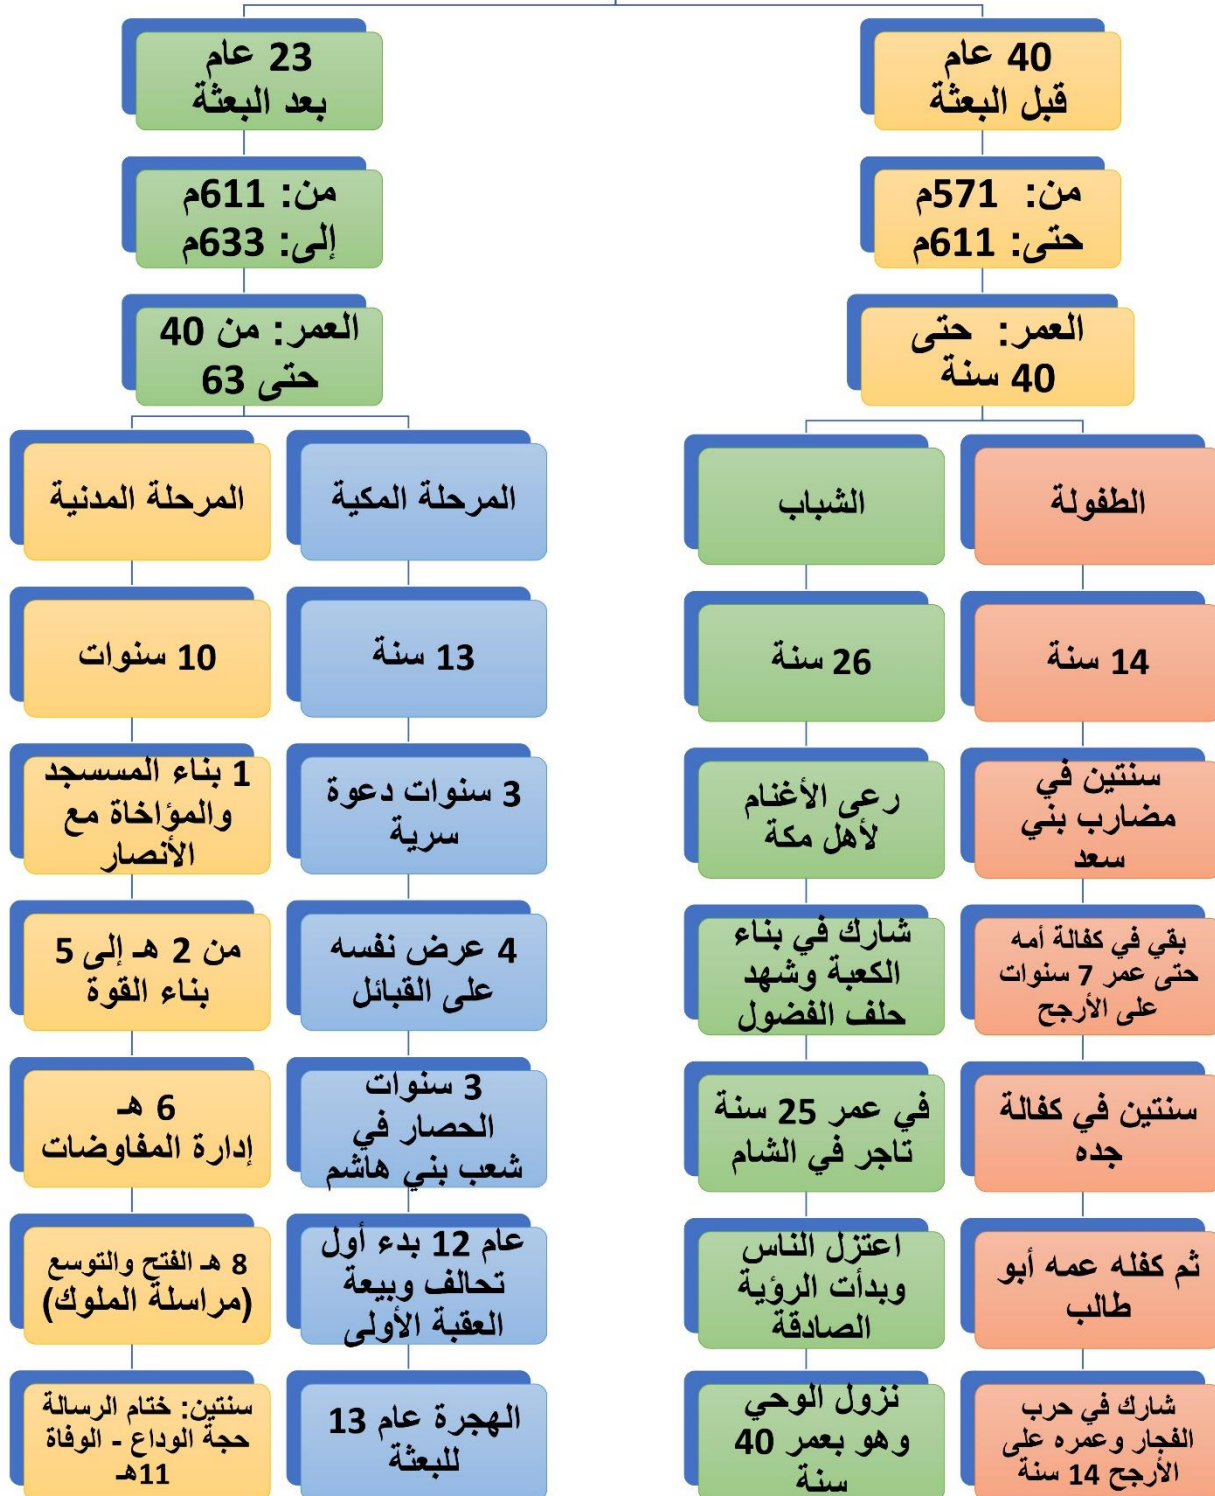 40 عام
قبل البعثة
من: 571م
حتى: 611م
العمر: حتى
40 سنة
الطفولة
14 سنة
سنتين في
مضارب بني
سعد
بقي في كفالة أمه
حتى عمر 7 سنوات
على الأرجح
سنتين في كفالة
جده
ثم كفله عمه أبو
طالب
شارك في حرب
الفجار وعمره على
الأرجح 14 سنة
الشباب
26 سنة
رعى الأغنام
لأهل مكة
شارك في بناء
الكعبة وشهد
حلف الفضول
في عمر 25 سنة
تاجر في الشام
اعتزل الناس
وبدأت الرؤية
الصادقة
نزول الوحي
وهو بعمر 40
سنة
23 عام
بعد البعثة
من: 611م
إلى: 633م
العمر: من 40
حتى 63
المرحلة المكية
13 سنة
3 سنوات دعوة
سرية
4 عرض نفسه
على القبائل
3 سنوات
الحصار في
شعب بني هاشم
عام 12 بدء أول
تحالف وبيعة
العقبة الأولى
الهجرة عام 13
للبعثة
المرحلة المدنية
10 سنوات
1 بناء المسسجد
والمؤاخاة مع
الأنصار
من 2 هـ إلى 5
بناء القوة
6 هـ
إدارة المفاوضات
8 هـ الفتح والتوسع
(مراسلة الملوك)
سنتين: ختام الرسالة
حجة الوداع - الوفاة
11هـ